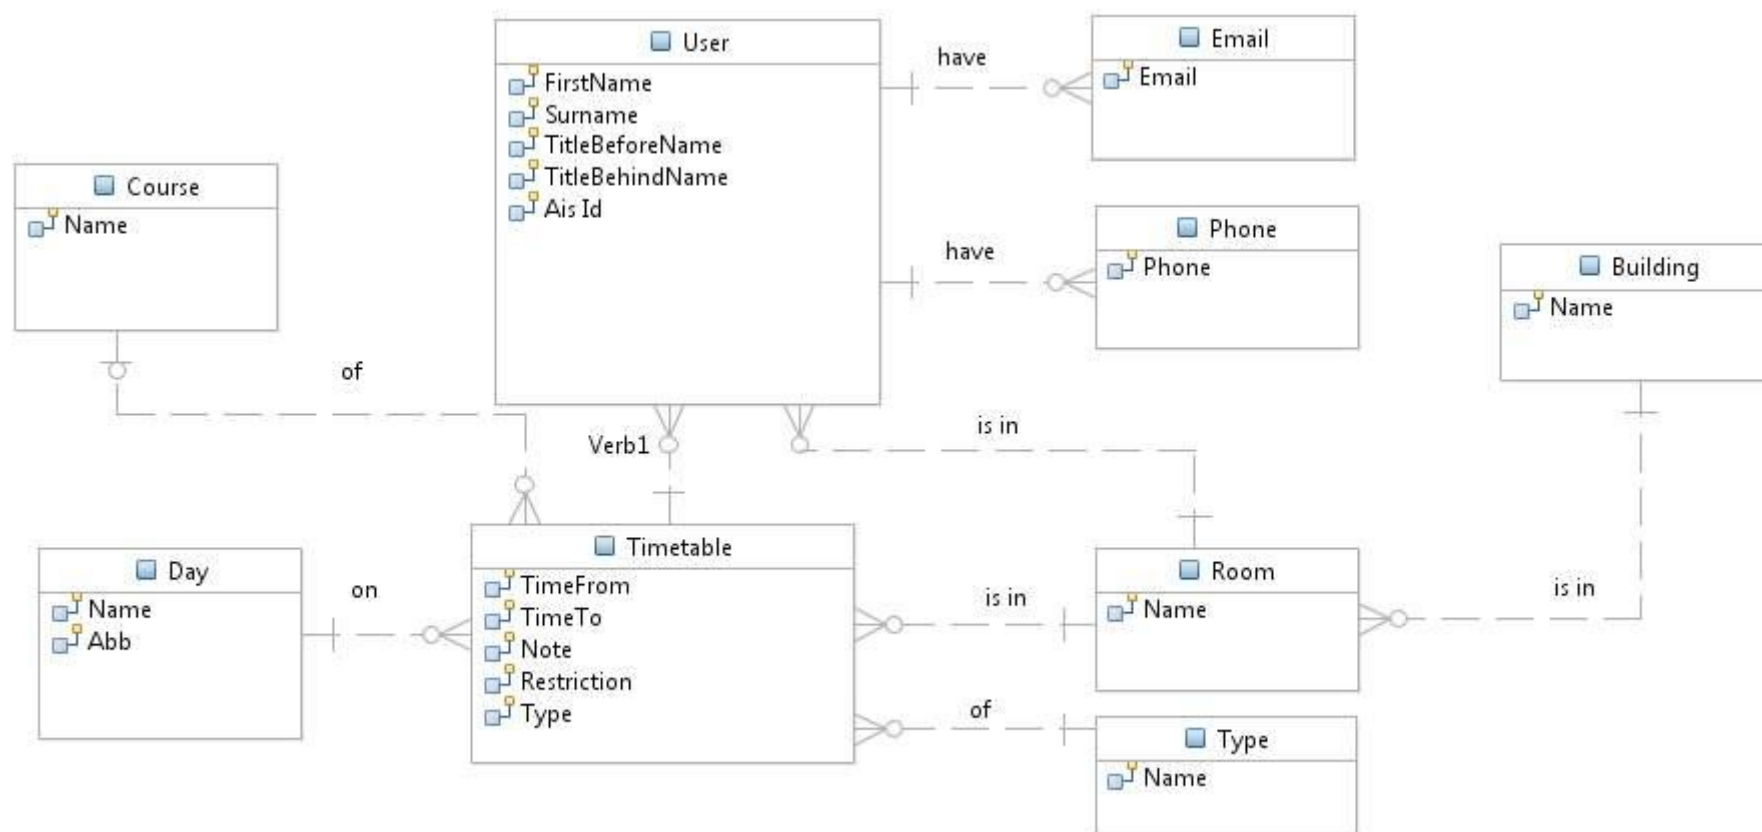 User
FirstName
Surname
TitleBeforeName
TitleBehindName
Ais Id
have
Email
Email
have
Phone
Phone
Course
Name
Building
Name
of
Verb1
is in
Day
Name
Abb
on
Timetable
TimeFrom
TimeTo
Note
Restriction
Type
is in
Room
Name
is in
of
Type
Name